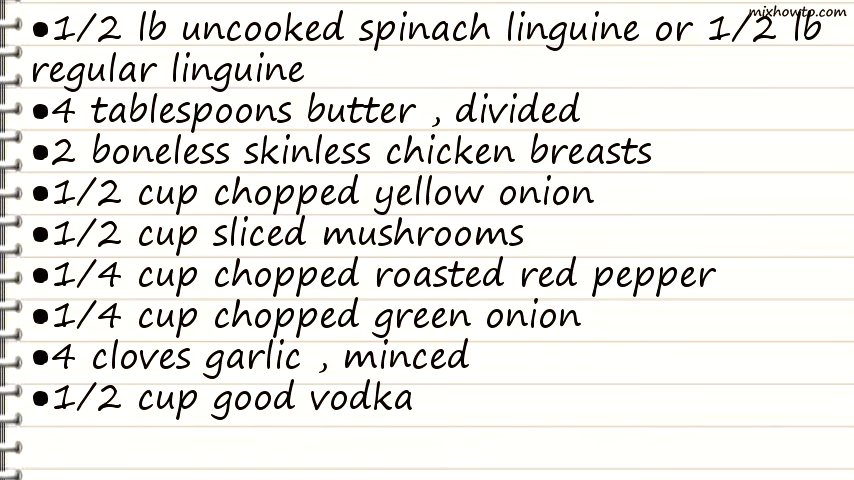 mixhowtp.com
•1/2 lb uncooked spinach linguine or 1/2 lb
regular linguine
•4 tablespoons butter , divided
•2 boneless skinless chicken breasts
•1/2 cup chopped yellow onion
•1/2 cup sliced mushrooms
•1/4 cup chopped roasted red pepper
•1/4 cup chopped green onion
•4 cloves garlic , minced
•1/2 cup good vodka